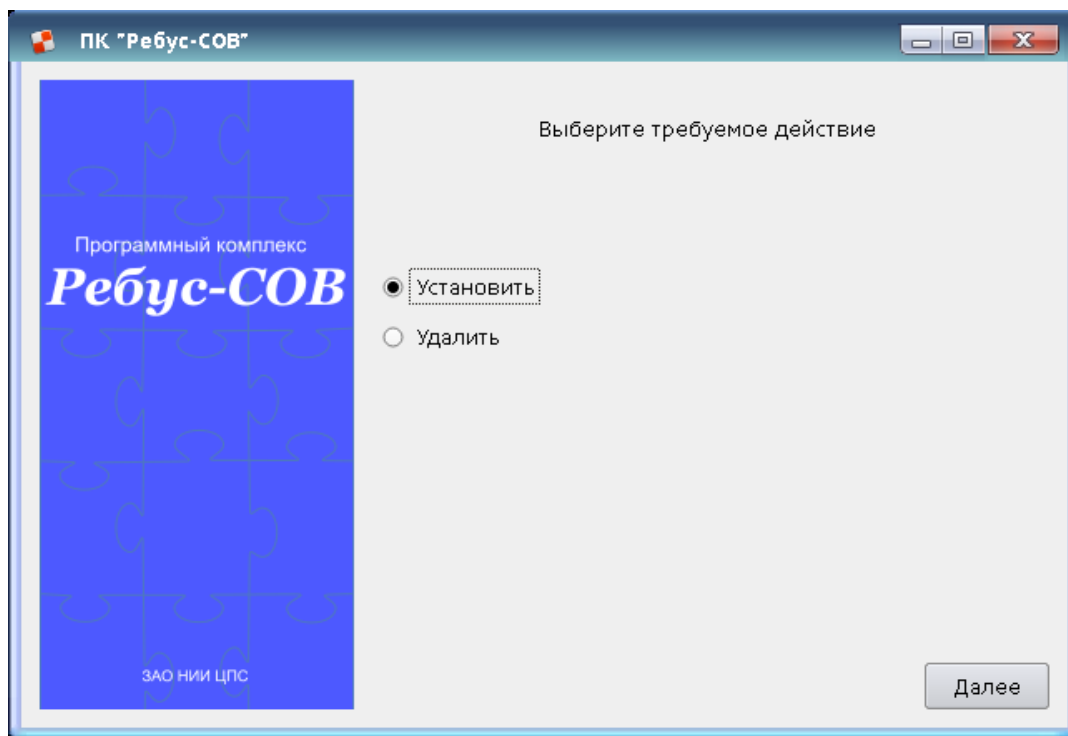 ПК "Ребус-СОВ"
Выберите требуемое действие
Программный комплекс
Ребус-СОВ
Установить
Удалить
ЗАО НИИ ЦПС
Далее